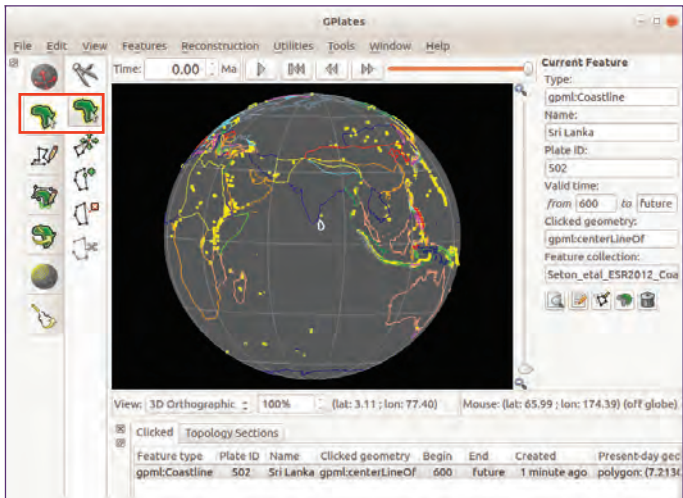 GPlates
File Edit View Features Reconstruction Utilities Tools Window Help
Time: 0.00 Ma
Current Feature
Type:
gpml:Coastline
Name:
Sri Lanka
Plate ID:
502
Valid time:
from 600 to future
Clicked geometry:
gpml:centerLineOf
Feature collection:
Seton_etal_ESR2012_Coa
View: 3D Orthographic 100% (lat: 3.11 ; lon: 77.40) Mouse: (lat: 65.99 ; lon: 174.39) (off globe)
Clicked Topology Sections
Feature type Plate ID Name Clicked geometry Begin End Created Present-day geo
gpml:Coastline 502 Sri Lanka gpml:centerLineOf 600 future 1 minute ago polygon: (7.2130